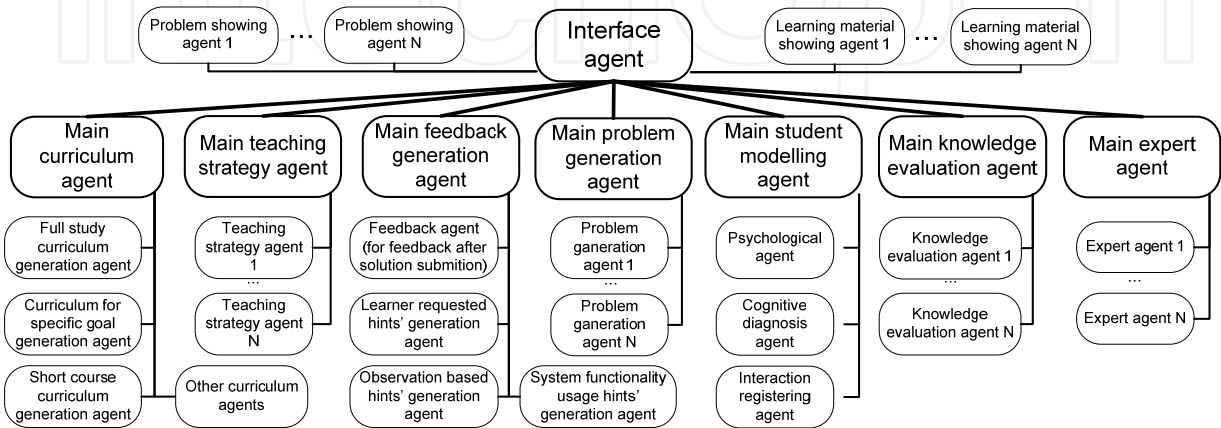 Problem showing
agent 1
...
Problem showing
agent N
Interface
agent
Learning material
showing agent 1
...
Learning material
showing agent N
Main
curriculum
agent
Main teaching
strategy agent
Main feedback
generation
agent
Main problem
generation
agent
Main student
modelling
agent
Main knowledge
evaluation agent
Main expert
agent
Full study
curriculum
generation agent
Curriculum for
specific goal
generation agent
Short course
curriculum
generation agent
Other curriculum
agents
Teaching
strategy agent
1
...
Teaching
strategy agent
N
Feedback agent
(for feedback after
solution submition)
Learner requested
hints' generation
agent
Observation based
hints' generation
agent
System functionality
usage hints'
generation agent
Problem
ganeration
agent 1
...
Problem
ganeration
agent N
Psychological
agent
Cognitive
diagnosis
agent
Interaction
registering
agent
Knowledge
evaluation agent 1
...
Knowledge
evaluation agent N
Expert agent 1
...
Expert agent N